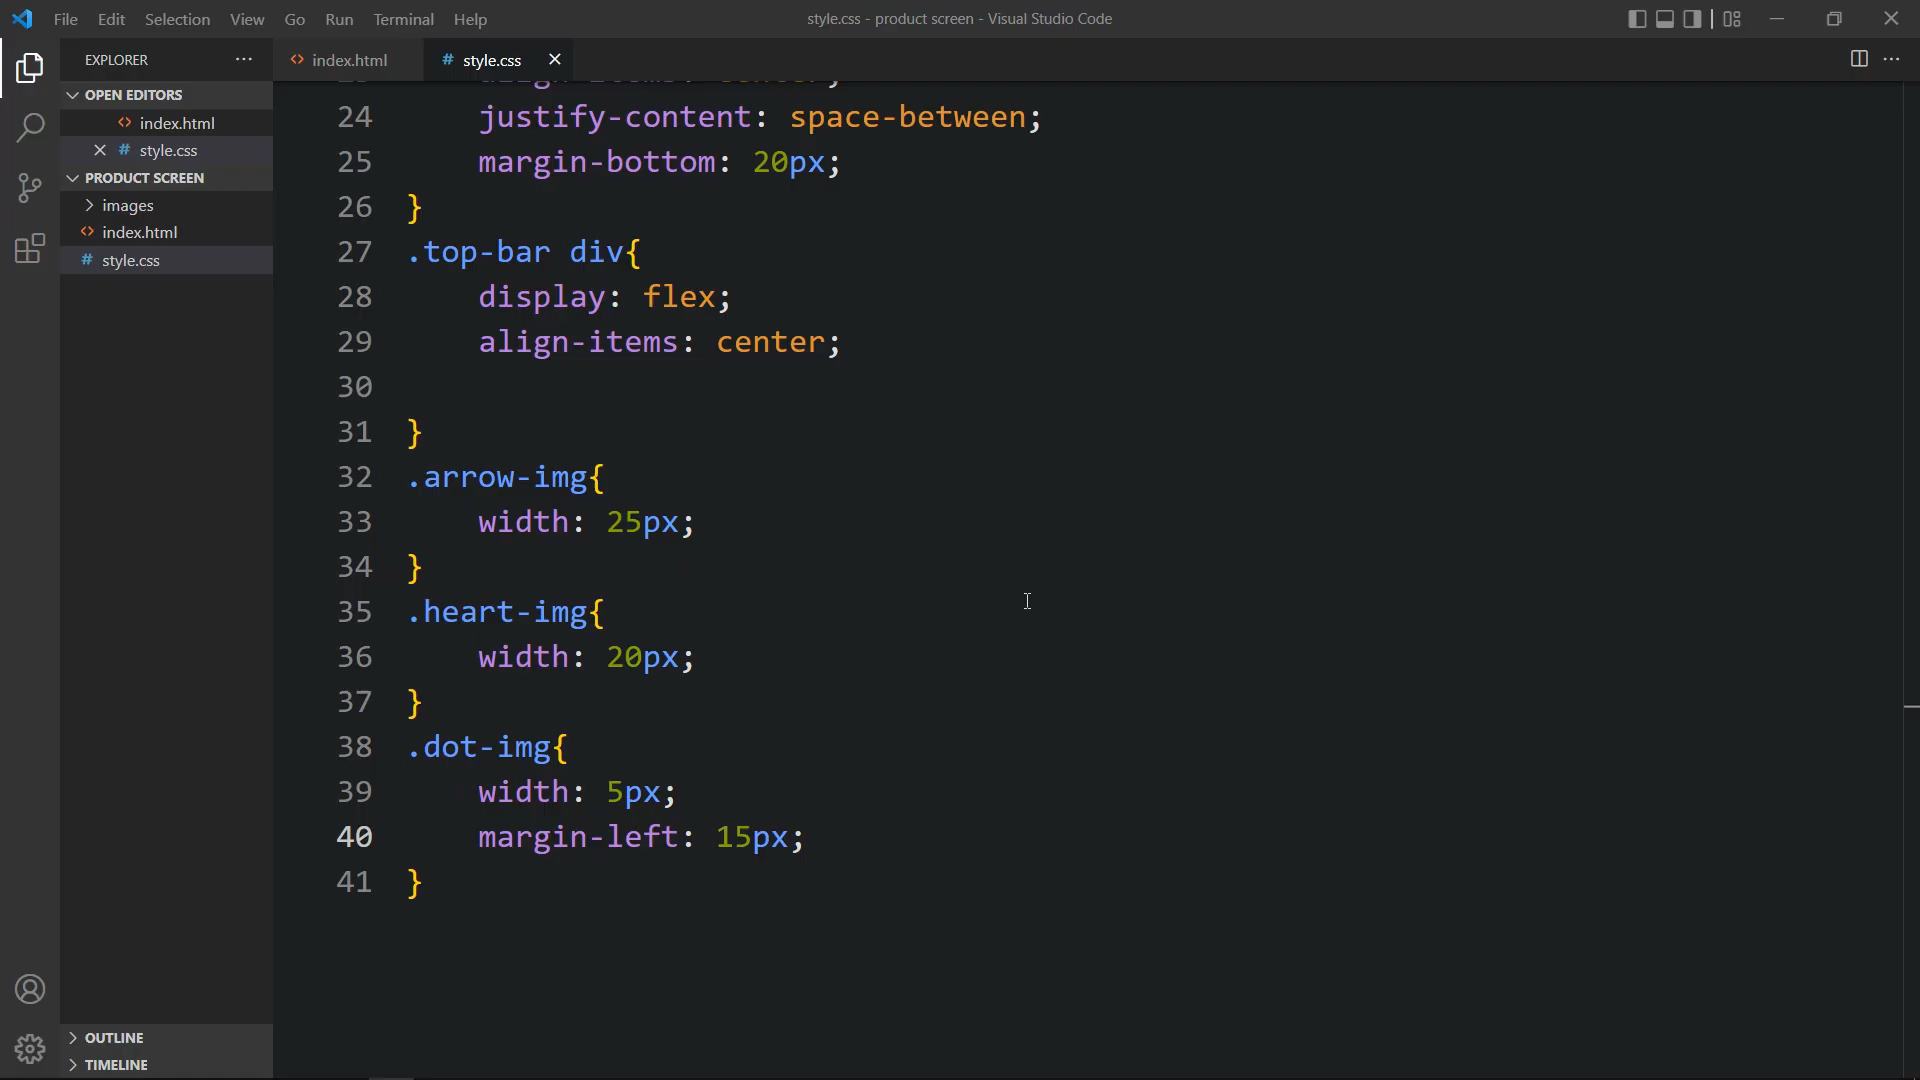 File Edit Selection View Go Run Terminal Help
style.css - product screen - Visual Studio Code
EXPLORER
index.html
# style.css
OPEN EDITORS
index.html
# style.css
PRODUCT SCREEN
images
index.html
# style.css
24 justify-content: space-between;
25 margin-bottom: 20px;
26 }
27 .top-bar div{
28 display: flex;
29 align-items: center;
30
31 }
32 .arrow-img{
33 width: 25px;
34 }
35 .heart-img{
36 width: 20px;
37 }
38 .dot-img{
39 width: 5px;
40 margin-left: 15px;
41 }
OUTLINE
TIMELINE